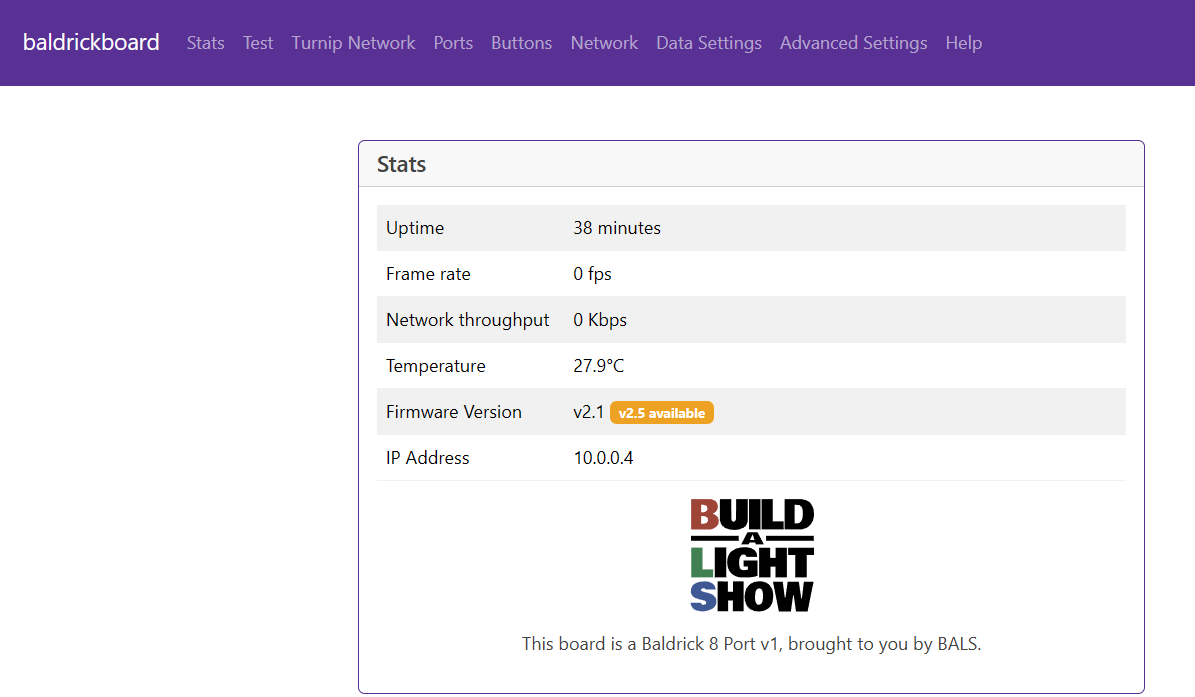 baldrickboard Stats Test Turnip Network Ports Buttons Network Data Settings Advanced Settings Help
Stats
Uptime 38 minutes
Frame rate 0 fps
Network throughput 0 Kbps
Temperature 27.9°C
Firmware Version v2.1 v2.5 available
IP Address 10.0.0.4
BUILD
A
LIGHT
SHOW
This board is a Baldrick 8 Port v1, brought to you by BALS.